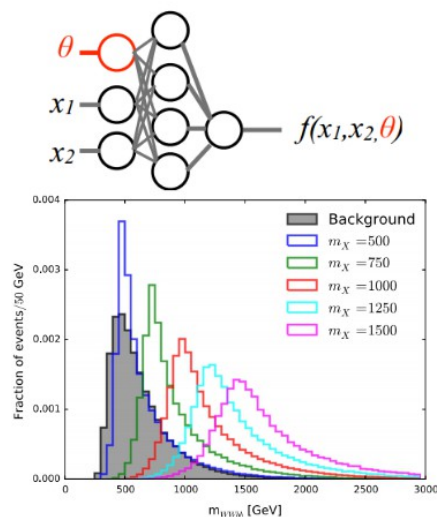 θ
x1
x2
f(x1,x2,θ)
0.004
0.003
0.002
0.001
0.000
Fraction of events/50 GeV
Background
mX =500
mX =750
mX =1000
mX =1250
mX =1500
0 500 1000 1500 2000 2500 3000
mWWbb [GeV]